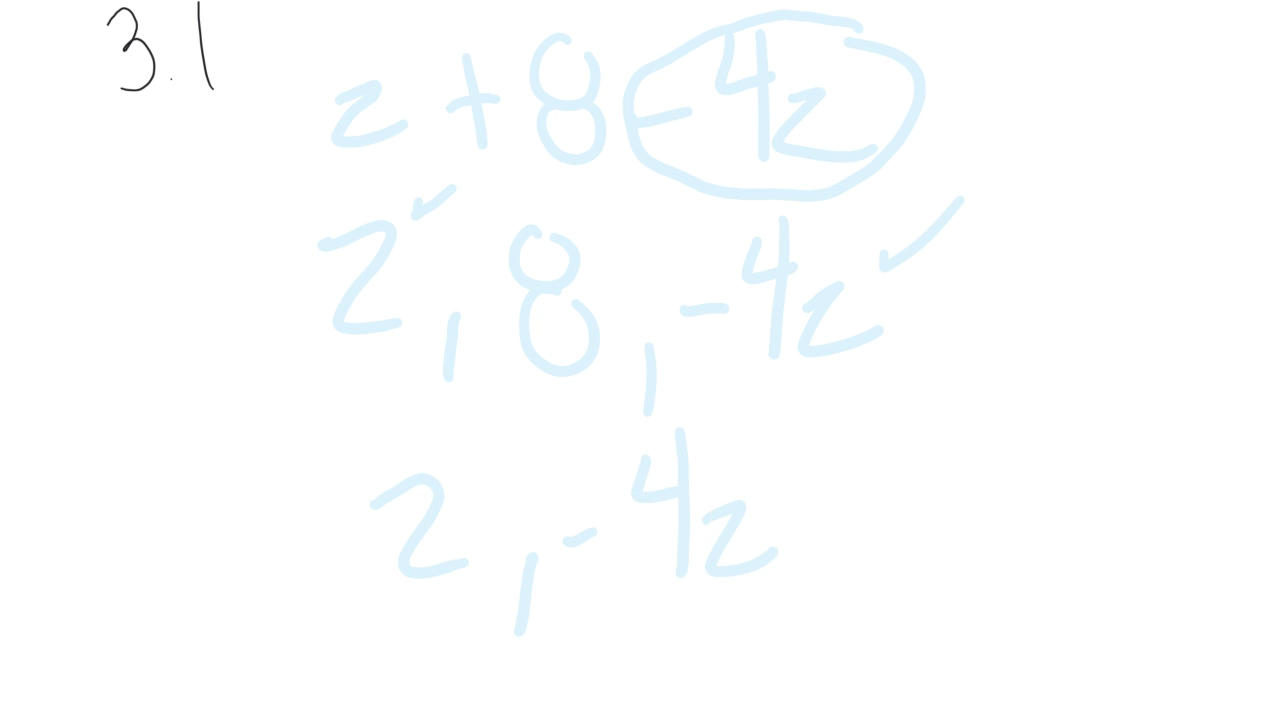 3.1
z + 8 - 4z
z, 8, -4z
z, -4z